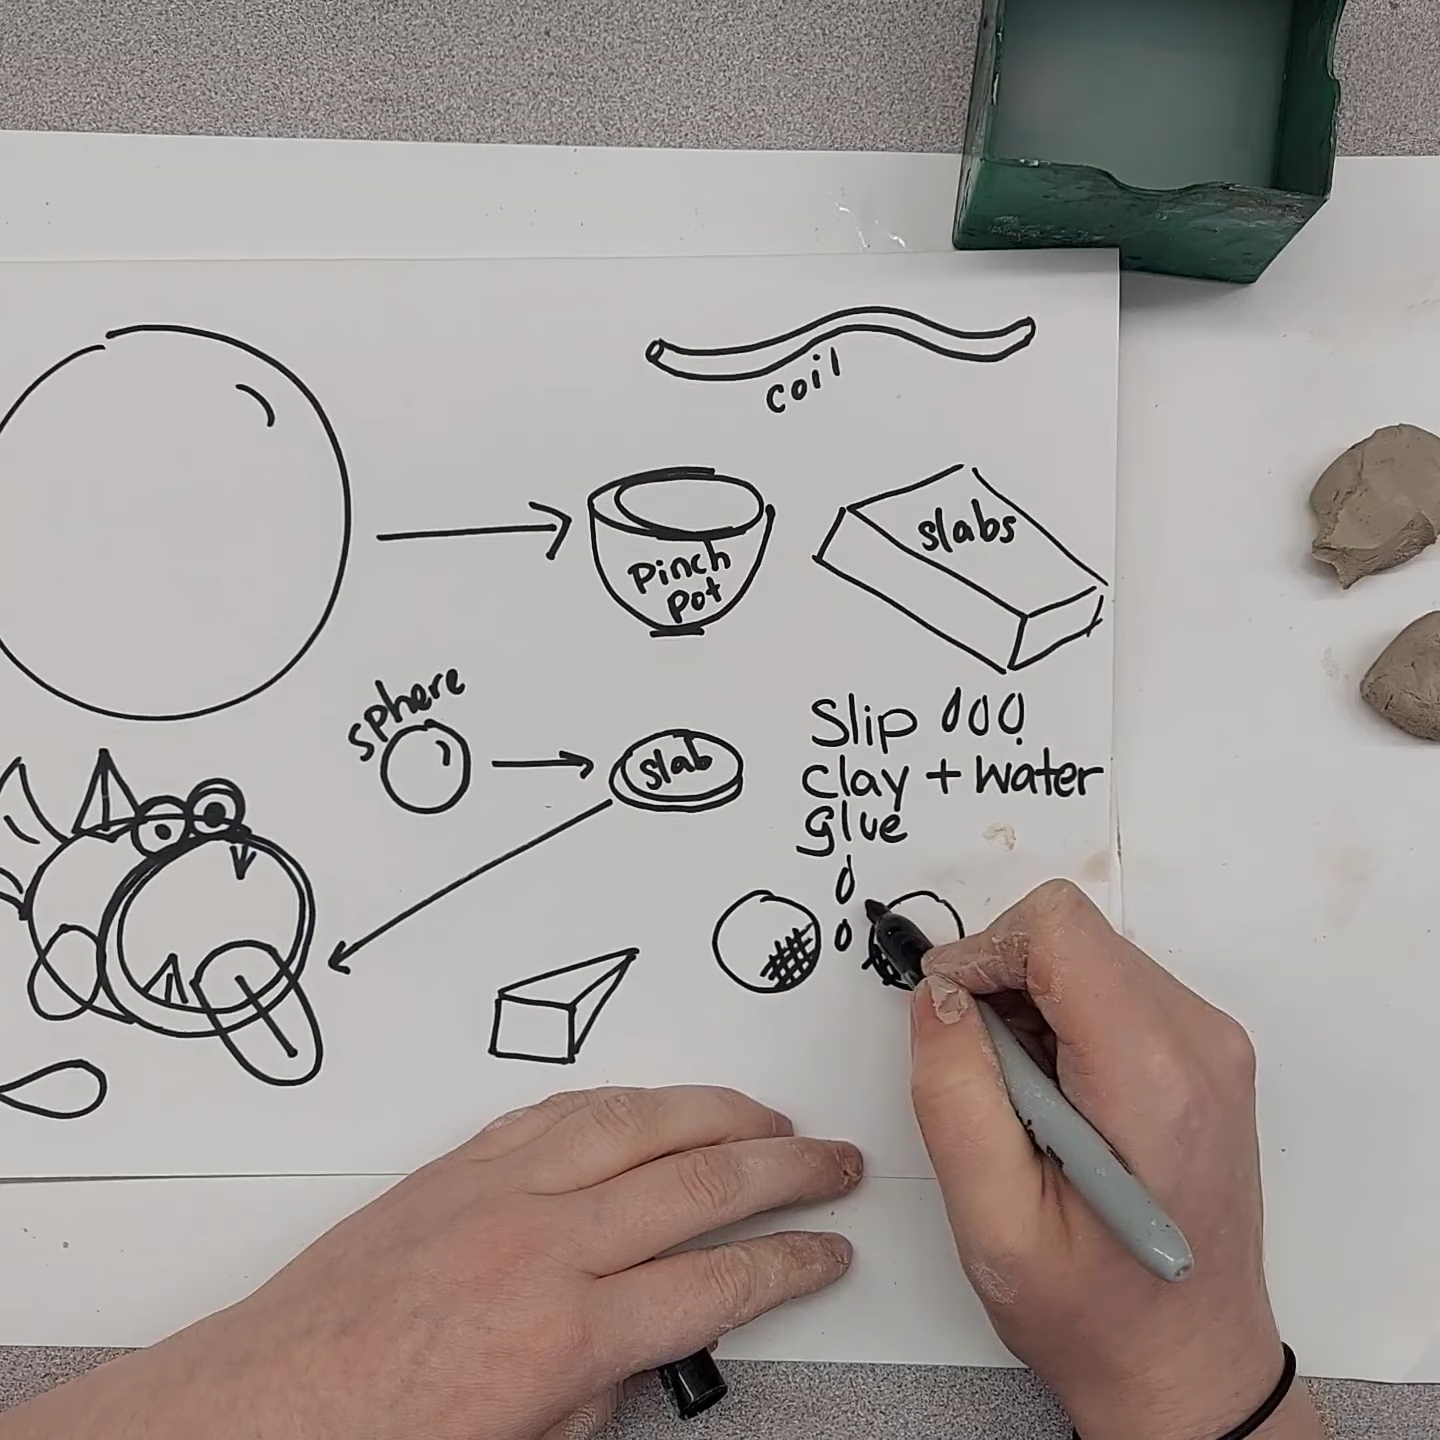 coil
slabs
Pinch
Pot
sphere
slab
Slip
clay + water
glue